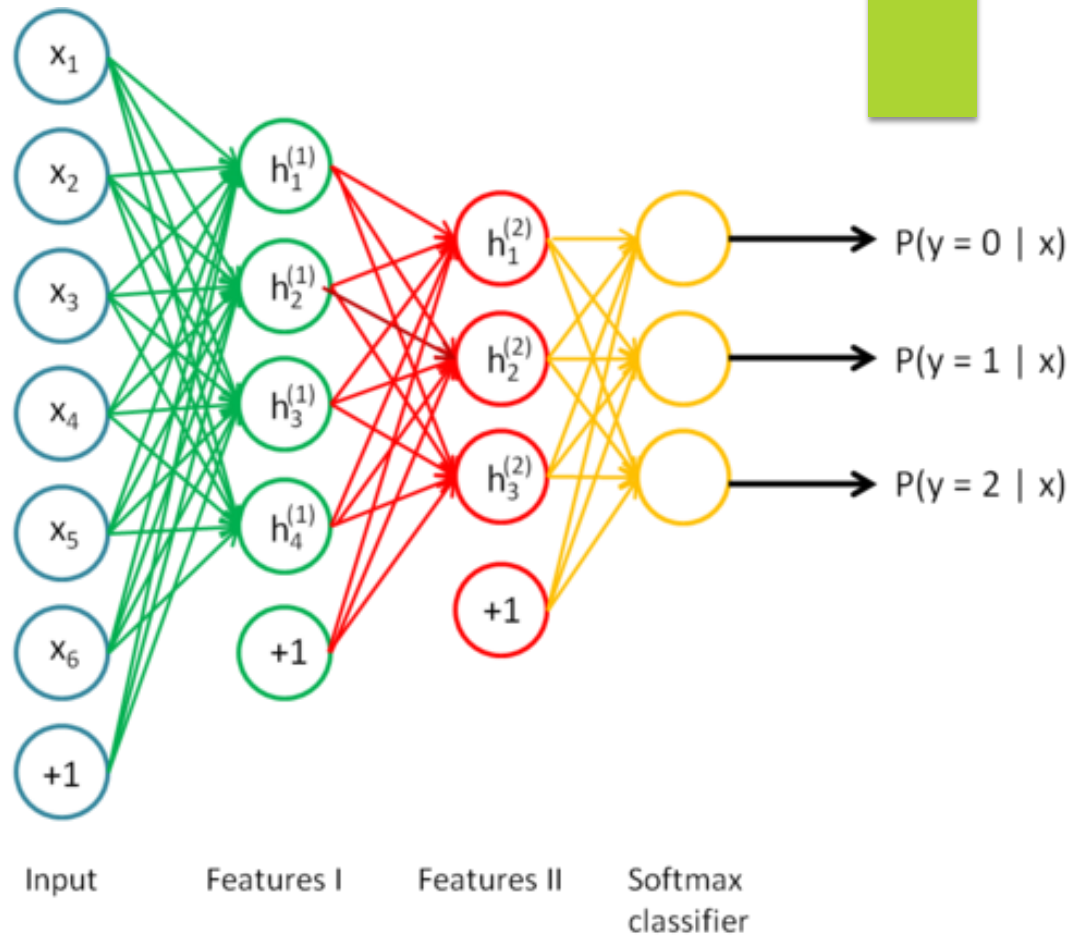 x₁
x₂
x₃
x₄
x₅
x₆
+1
h₁⁽¹⁾
h₂⁽¹⁾
h₃⁽¹⁾
h₄⁽¹⁾
+1
h₁⁽²⁾
h₂⁽²⁾
h₃⁽²⁾
+1
P(y = 0 | x)
P(y = 1 | x)
P(y = 2 | x)
Input
Features I
Features II
Softmax
classifier